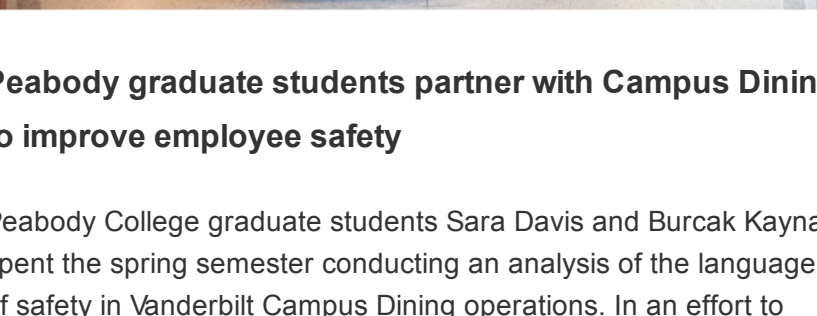 Peabody graduate students partner with Campus Dinin
o improve employee safety
Peabody College graduate students Sara Davis and Burcak Kayna
pent the spring semester conducting an analysis of the language
f safety in Vanderbilt Campus Dining operations. In an effort to